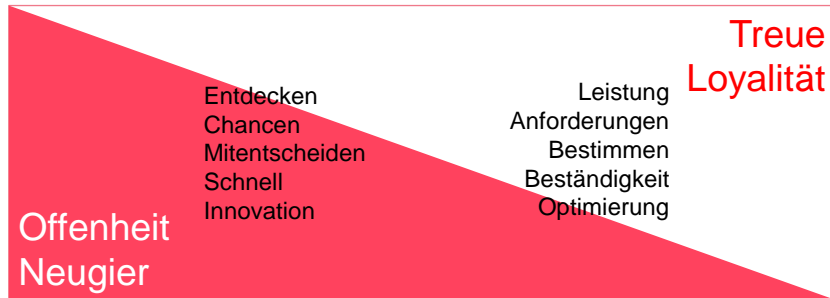 Treue
Loyalität
Entdecken
Chancen
Mitentscheiden
Schnell
Innovation
Leistung
Anforderungen
Bestimmen
Beständigkeit
Optimierung
Offenheit
Neugier